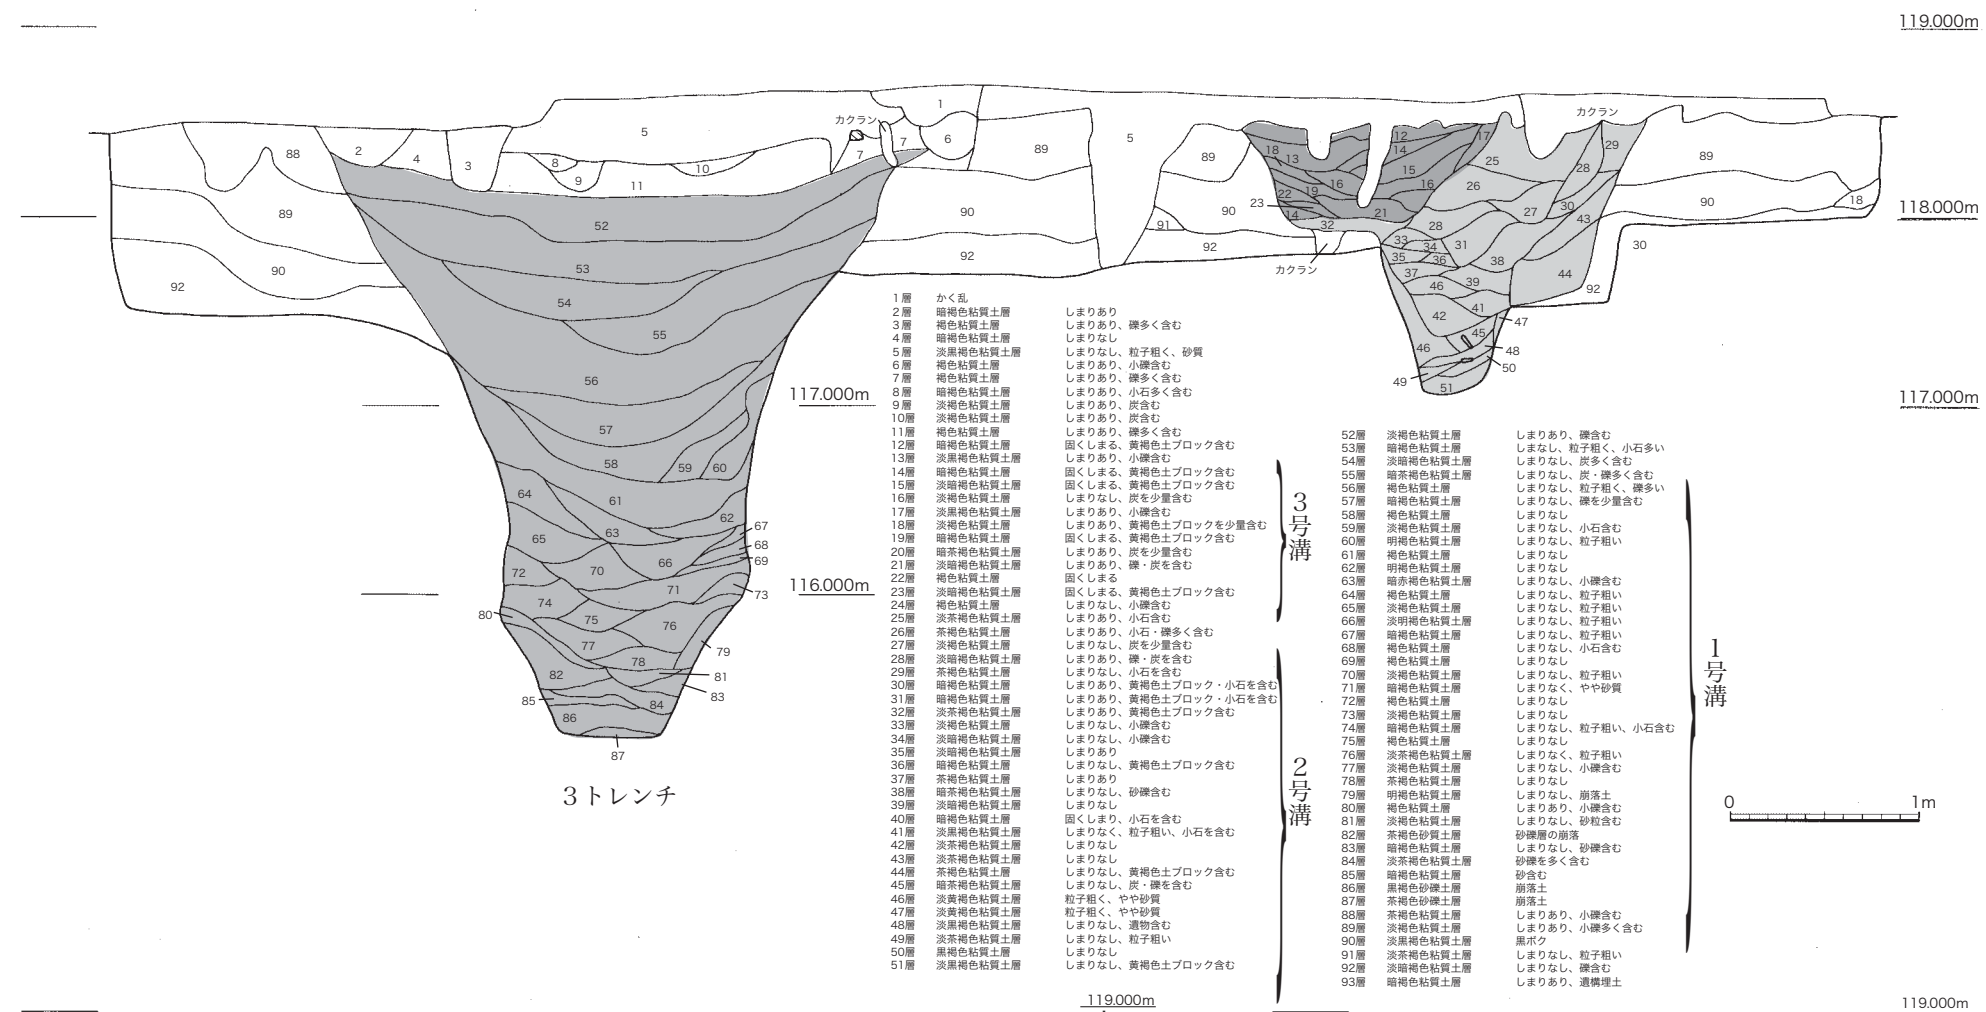 119.000m
カクラン
カクラン
1
5
2
4
3
88
8
9
10
11
7
7
6
89
5
89
12
17
14
18
13
15
16
16
19
22
23
14
21
32
25
26
28
29
89
27
30
43
28
18
90
89
90
92
52
53
54
55
90
92
91
90
92
118.000m
カクラン
33
34
31
35
36
37
38
39
46
44
92
30
42
41
47
45
46
48
50
49
51
56
57
58
59
60
117.000m
117.000m
64
61
62
67
63
65
68
66
69
70
72
71
73
116.000m
74
80
75
76
77
79
78
82
81
83
85
84
86
87
3トレンチ
1層 かく乱
2層 暗褐色粘質土層 しまりあり
3層 褐色粘質土層 しまりあり、礫多く含む
4層 暗褐色粘質土層 しまりなし
5層 淡黒褐色粘質土層 しまりなし、粒子粗く、砂質
6層 褐色粘質土層 しまりあり、小礫含む
7層 褐色粘質土層 しまりあり、礫多く含む
8層 暗褐色粘質土層 しまりあり、小石多く含む
9層 淡褐色粘質土層 しまりあり、炭含む
10層 淡褐色粘質土層 しまりあり、炭含む
11層 褐色粘質土層 しまりあり、礫多く含む
12層 暗褐色粘質土層 固くしまる、黄褐色土ブロック含む
13層 淡黒褐色粘質土層 しまりあり、小礫含む
14層 暗褐色粘質土層 固くしまる、黄褐色土ブロック含む
15層 淡暗褐色粘質土層 固くしまる、黄褐色土ブロック含む
16層 淡褐色粘質土層 しまりなし、炭を少量含む
17層 淡黒褐色粘質土層 しまりあり、小礫含む
18層 淡褐色粘質土層 しまりあり、黄褐色土ブロックを少量含む
19層 暗褐色粘質土層 固くしまる、黄褐色土ブロック含む
20層 暗茶褐色粘質土層 しまりあり、炭を少量含む
21層 淡暗褐色粘質土層 しまりあり、礫・炭を含む
22層 褐色粘質土層 固くしまる
23層 淡暗褐色粘質土層 固くしまる、黄褐色土ブロック含む
24層 褐色粘質土層 しまりなし、小礫含む
25層 淡茶褐色粘質土層 しまりあり、小石含む
26層 茶褐色粘質土層 しまりあり、小石・礫多く含む
27層 淡褐色粘質土層 しまりなし、炭を少量含む
28層 淡暗褐色粘質土層 しまりあり、礫・炭を含む
29層 茶褐色粘質土層 しまりなし、小石を含む
30層 暗褐色粘質土層 しまりあり、黄褐色土ブロック・小石を含む
31層 暗褐色粘質土層 しまりあり、黄褐色土ブロック・小石を含む
32層 淡茶褐色粘質土層 しまりあり、黄褐色土ブロック含む
33層 淡褐色粘質土層 しまりなし、小礫含む
34層 淡暗褐色粘質土層 しまりなし、小礫含む
35層 淡暗褐色粘質土層 しまりあり
36層 暗褐色粘質土層 しまりなし、黄褐色土ブロック含む
37層 茶褐色粘質土層 しまりあり
38層 暗茶褐色粘質土層 しまりなし、砂礫含む
39層 淡暗褐色粘質土層 しまりなし
40層 暗褐色粘質土層 固くしまり、小石を含む
41層 淡黒褐色粘質土層 しまりなく、粒子粗い、小石を含む
42層 淡茶褐色粘質土層 しまりなし
43層 淡茶褐色粘質土層 しまりなし
44層 茶褐色粘質土層 しまりなし、黄褐色土ブロック含む
45層 暗茶褐色粘質土層 しまりなし、炭・礫を含む
46層 淡黄褐色粘質土層 粒子粗く、やや砂質
47層 淡黄褐色粘質土層 粒子粗く、やや砂質
48層 淡黒褐色粘質土層 しまりなし、遺物含む
49層 淡茶褐色粘質土層 しまりなし、粒子粗い
50層 黒褐色粘質土層 しまりなし
51層 淡黒褐色粘質土層 しまりなし、黄褐色土ブロック含む
3号溝
2号溝
52層 淡褐色粘質土層 しまりあり、礫含む
53層 暗褐色粘質土層 しまなし、粒子粗く、小石多い
54層 淡暗褐色粘質土層 しまりなし、炭多く含む
55層 暗茶褐色粘質土層 しまりなし、炭・礫多く含む
56層 褐色粘質土層 しまりなし、粒子粗く、礫多い
57層 暗褐色粘質土層 しまりなし、礫を少量含む
58層 褐色粘質土層 しまりなし
59層 淡褐色粘質土層 しまりなし、小石含む
60層 明褐色粘質土層 しまりなし、粒子粗い
61層 褐色粘質土層 しまりなし
62層 明褐色粘質土層 しまりなし
63層 暗赤褐色粘質土層 しまりなし、小礫含む
64層 褐色粘質土層 しまりなし、粒子粗い
65層 淡褐色粘質土層 しまりなし、粒子粗い
66層 淡明褐色粘質土層 しまりなし、粒子粗い
67層 暗褐色粘質土層 しまりなし、粒子粗い
68層 褐色粘質土層 しまりなし、小石含む
69層 褐色粘質土層 しまりなし
70層 淡褐色粘質土層 しまりなし、粒子粗い
71層 暗褐色粘質土層 しまりなく、やや砂質
72層 褐色粘質土層 しまりなし
73層 淡褐色粘質土層 しまりなし
74層 暗褐色粘質土層 しまりなし、粒子粗い、小石含む
75層 褐色粘質土層 しまりなし
76層 淡茶褐色粘質土層 しまりなく、粒子粗い
77層 淡褐色粘質土層 しまりなし、小礫含む
78層 茶褐色粘質土層 しまりなし
79層 明褐色粘質土層 しまりなし、崩落土
80層 褐色粘質土層 しまりあり、小礫含む
81層 淡褐色粘質土層 しまりなし、砂粒含む
82層 茶褐色砂質土層 砂礫層の崩落
83層 暗褐色粘質土層 しまりなし、砂礫含む
84層 淡茶褐色粘質土層 砂礫を多く含む
85層 暗褐色粘質土層 砂含む
86層 黒褐色砂礫土層 崩落土
87層 茶褐色砂礫土層 崩落土
88層 茶褐色粘質土層 しまりあり、小礫含む
89層 淡褐色粘質土層 しまりあり、小礫多く含む
90層 淡黒褐色粘質土層 黒ボク
91層 淡茶褐色粘質土層 しまりなし、粒子粗い
92層 淡暗褐色粘質土層 しまりなし、礫含む
93層 暗褐色粘質土層 しまりあり、遺構埋土
1号溝
0 1m
119.000m
119.000m